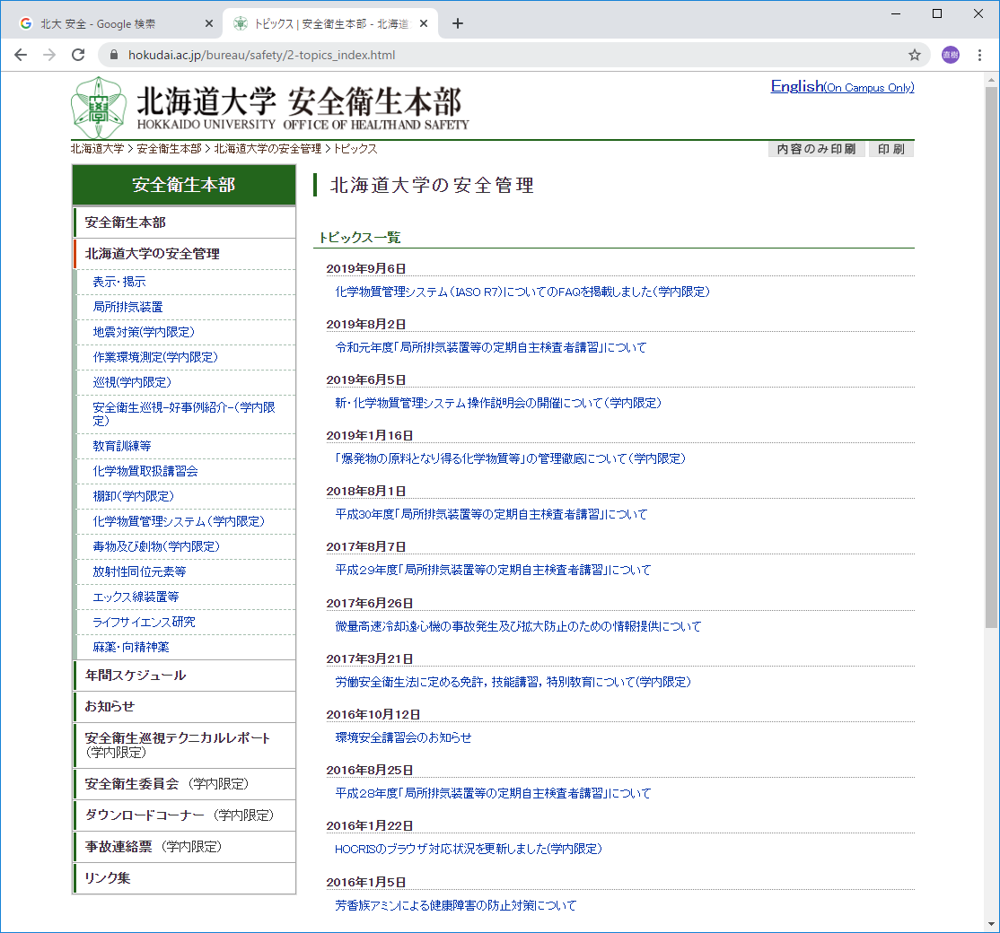 北大 安全 - Google 検索
トピックス | 安全衛生本部 - 北海道
hokudai.ac.jp/bureau/safety/2-topics_index.html
直樹
北海道大学 安全衛生本部
HOKKAIDO UNIVERSITY OFFICE OF HEALTH AND SAFETY
English(On Campus Only)
北海道大学 > 安全衛生本部 > 北海道大学の安全管理 > トピックス
内容のみ印刷
印刷
安全衛生本部
安全衛生本部
北海道大学の安全管理
表示・掲示
局所排気装置
地震対策(学内限定)
作業環境測定(学内限定)
巡視(学内限定)
安全衛生巡視-好事例紹介-(学内限
定)
教育訓練等
化学物質取扱講習会
棚卸(学内限定)
化学物質管理システム(学内限定)
毒物及び劇物(学内限定)
放射性同位元素等
エックス線装置等
ライフサイエンス研究
麻薬・向精神薬
年間スケジュール
お知らせ
安全衛生巡視テクニカルレポート
(学内限定)
安全衛生委員会 (学内限定)
ダウンロードコーナー (学内限定)
事故連絡票 (学内限定)
リンク集
北海道大学の安全管理
トピックス一覧
2019年9月6日
化学物質管理システム(IASO R7)についてのFAQを掲載しました(学内限定)
2019年8月2日
令和元年度「局所排気装置等の定期自主検査者講習」について
2019年6月5日
新・化学物質管理システム操作説明会の開催について(学内限定)
2019年1月16日
「爆発物の原料となり得る化学物質等」の管理徹底について(学内限定)
2018年8月1日
平成30年度「局所排気装置等の定期自主検査者講習」について
2017年8月7日
平成29年度「局所排気装置等の定期自主検査者講習」について
2017年6月26日
微量高速冷却遠心機の事故発生及び拡大防止のための情報提供について
2017年3月21日
労働安全衛生法に定める免許，技能講習，特別教育について(学内限定)
2016年10月12日
環境安全講習会のお知らせ
2016年8月25日
平成28年度「局所排気装置等の定期自主検査者講習」について
2016年1月22日
HOCRISのブラウザ対応状況を更新しました(学内限定)
2016年1月5日
芳香族アミンによる健康障害の防止対策について